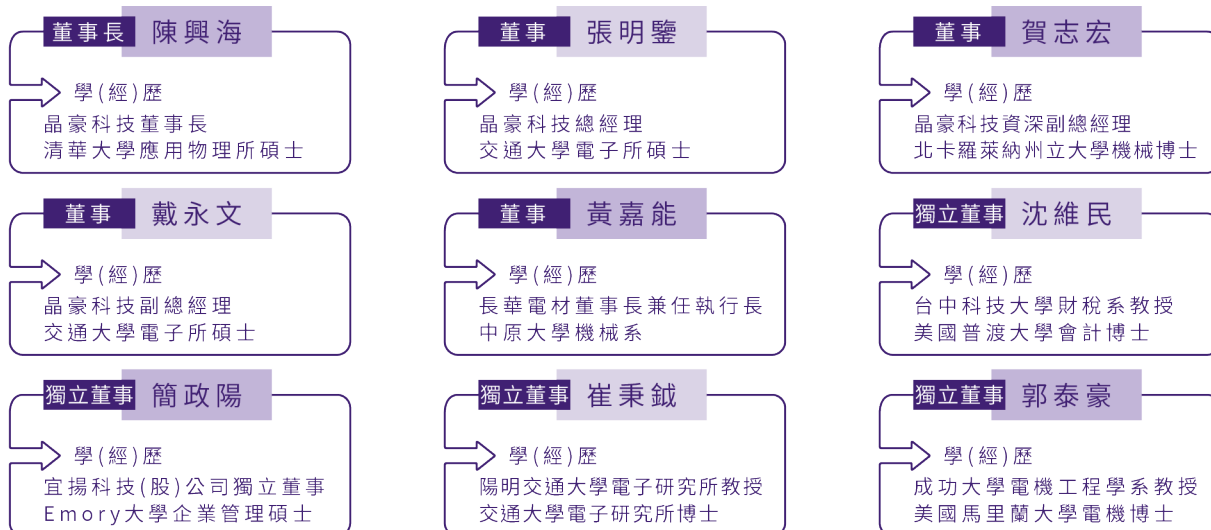 董事長 陳興海
學(經)歷
晶豪科技董事長
清華大學應用物理所碩士
董事 張明鑒
學(經)歷
晶豪科技總經理
交通大學電子所碩士
董事 賀志宏
學(經)歷
晶豪科技資深副總經理
北卡羅萊納州立大學機械博士
董事 戴永文
學(經)歷
晶豪科技副總經理
交通大學電子所碩士
董事 黃嘉能
學(經)歷
長華電材董事長兼任執行長
中原大學機械系
獨立董事 沈維民
學(經)歷
台中科技大學財稅系教授
美國普渡大學會計博士
獨立董事 簡政陽
學(經)歷
宜揚科技(股)公司獨立董事
Emory大學企業管理碩士
獨立董事 崔秉鉞
學(經)歷
陽明交通大學電子研究所教授
交通大學電子研究所博士
獨立董事 郭泰豪
學(經)歷
成功大學電機工程學系教授
美國馬里蘭大學電機博士